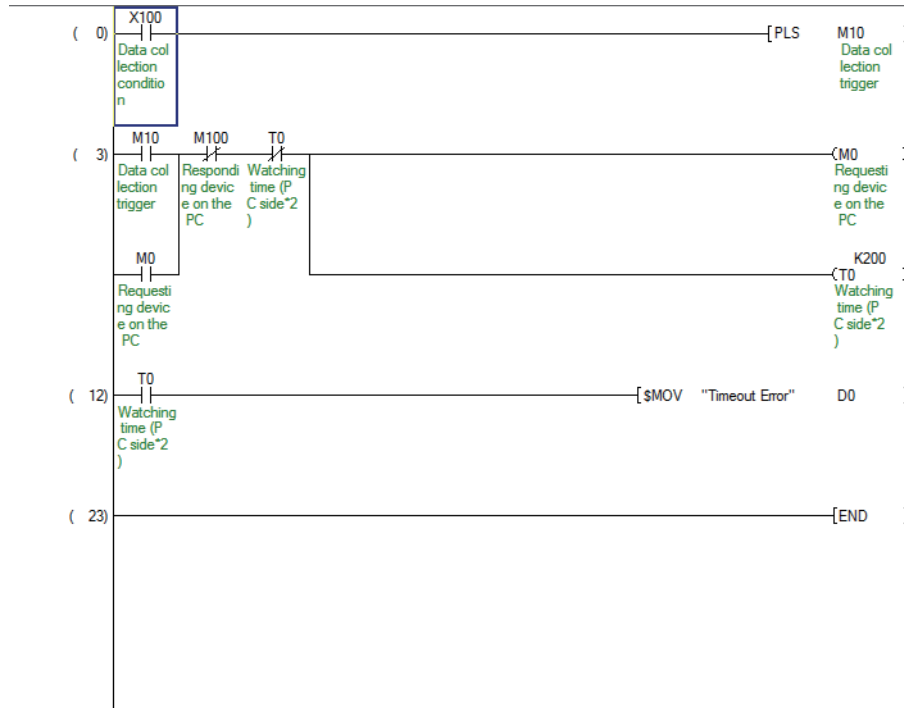 X100
( 0) [PLS M10
Data col
lection
conditio
n
Data col
lection
trigger
M10 M100 T0
( 3) (M0
Data col
lection
trigger
Respondi
ng devic
e on the
PC
Watching
time (P
C side*2
)
Requesti
ng devic
e on the
PC
M0 K200
(T0
Requesti
ng devic
e on the
PC
Watching
time (P
C side*2
)
T0
( 12) [$MOV "Timeout Error" D0
Watching
time (P
C side*2
)
( 23) [END